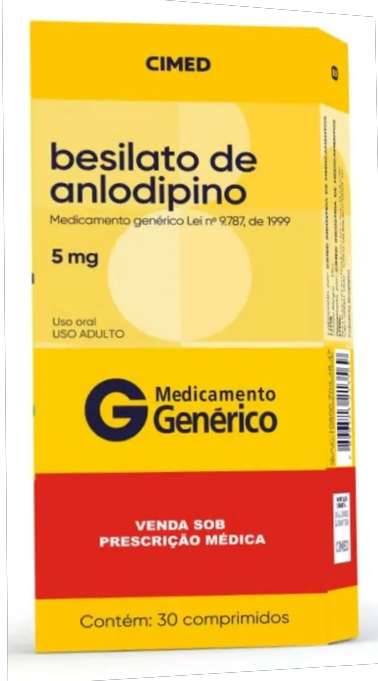 CIMED
besilato de
anlodipino
Medicamento genérico Lei nº 9.787, de 1999
5 mg
Uso oral
USO ADULTO
G Medicamento
Genérico
VENDA SOB
PRESCRIÇÃO MÉDICA
Contém: 30 comprimidos
CIMED